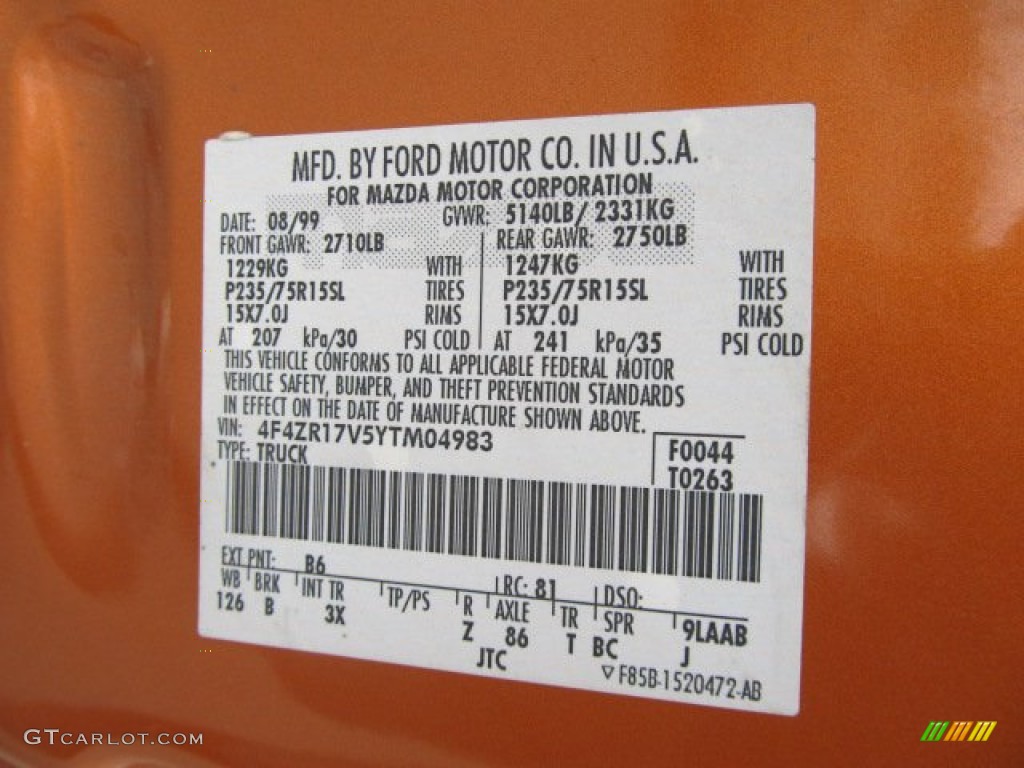 MFD. BY FORD MOTOR CO. IN U.S.A.
FOR MAZDA MOTOR CORPORATION
DATE: 08/99 GVWR: 5140LB/ 2331KG
FRONT GAWR: 2710LB REAR GAWR: 2750LB
1229KG WITH 1247KG WITH
P235/75R15SL TIRES P235/75R15SL TIRES
15X7.0J RIMS 15X7.0J RIMS
AT 207 kPa/30 PSI COLD AT 241 kPa/35 PSI COLD
THIS VEHICLE CONFORMS TO ALL APPLICABLE FEDERAL MOTOR
VEHICLE SAFETY, BUMPER, AND THEFT PREVENTION STANDARDS
IN EFFECT ON THE DATE OF MANUFACTURE SHOWN ABOVE.
VIN: 4F4ZR17V5YTM04983 F0044
TYPE: TRUCK T0263
EXT PNT: B6 RC: 81 DSO:
WB BRK INT TR TP/PS R AXLE TR SPR 9LAAB
126 B 3X Z 86 T BC J
JTC F85B-1520472-AB
GTCARLOT.COM